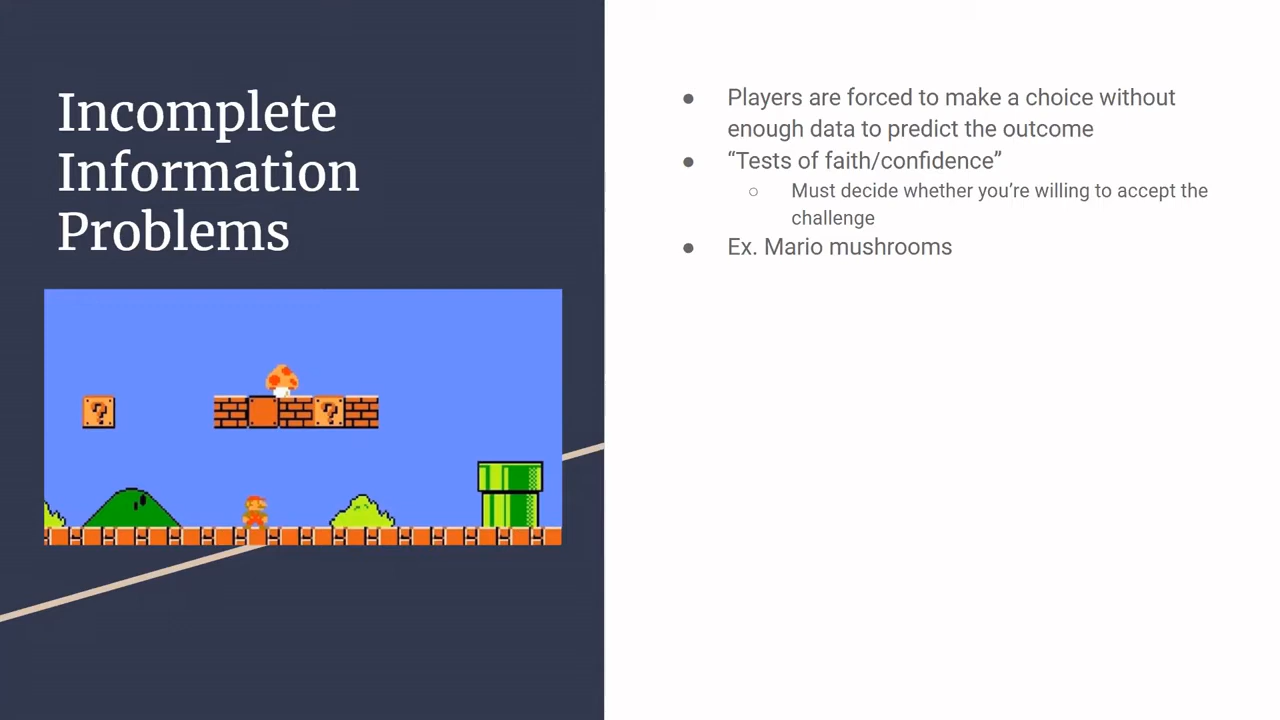 Incomplete
Information
Problems
● Players are forced to make a choice without
enough data to predict the outcome
● “Tests of faith/confidence”
○ Must decide whether you’re willing to accept the
challenge
● Ex. Mario mushrooms
?
?